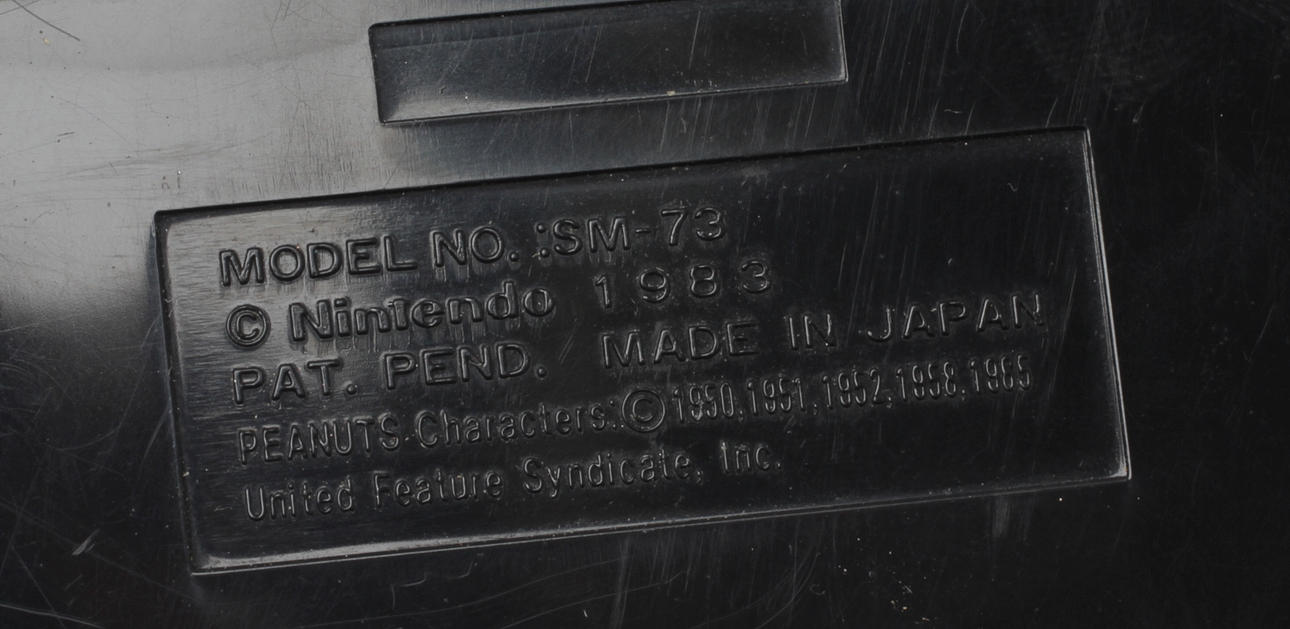 MODEL NO. :SM-73
© Nintendo 1983
PAT. PEND. MADE IN JAPAN
PEANUTS Characters:©1950,1951,1952,1958,1965
United Feature Syndicate, Inc.